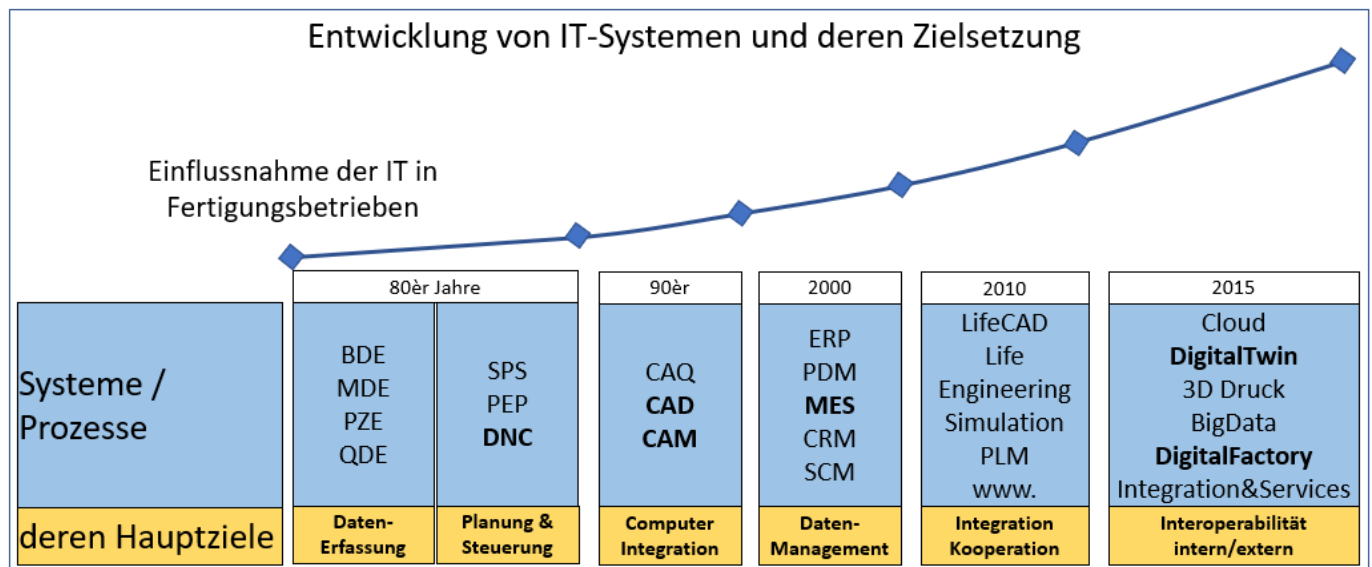 Entwicklung von IT-Systemen und deren Zielsetzung
Einflussnahme der IT in
Fertigungsbetrieben
80èr Jahre
90èr
2000
2010
2015
Systeme /
Prozesse
BDE
MDE
PZE
QDE
SPS
PEP
DNC
CAQ
CAD
CAM
ERP
PDM
MES
CRM
SCM
LifeCAD
Life
Engineering
Simulation
PLM
www.
Cloud
DigitalTwin
3D Druck
BigData
DigitalFactory
Integration&Services
deren Hauptziele
Daten-
Erfassung
Planung &
Steuerung
Computer
Integration
Daten-
Management
Integration
Kooperation
Interoperabilität
intern/extern